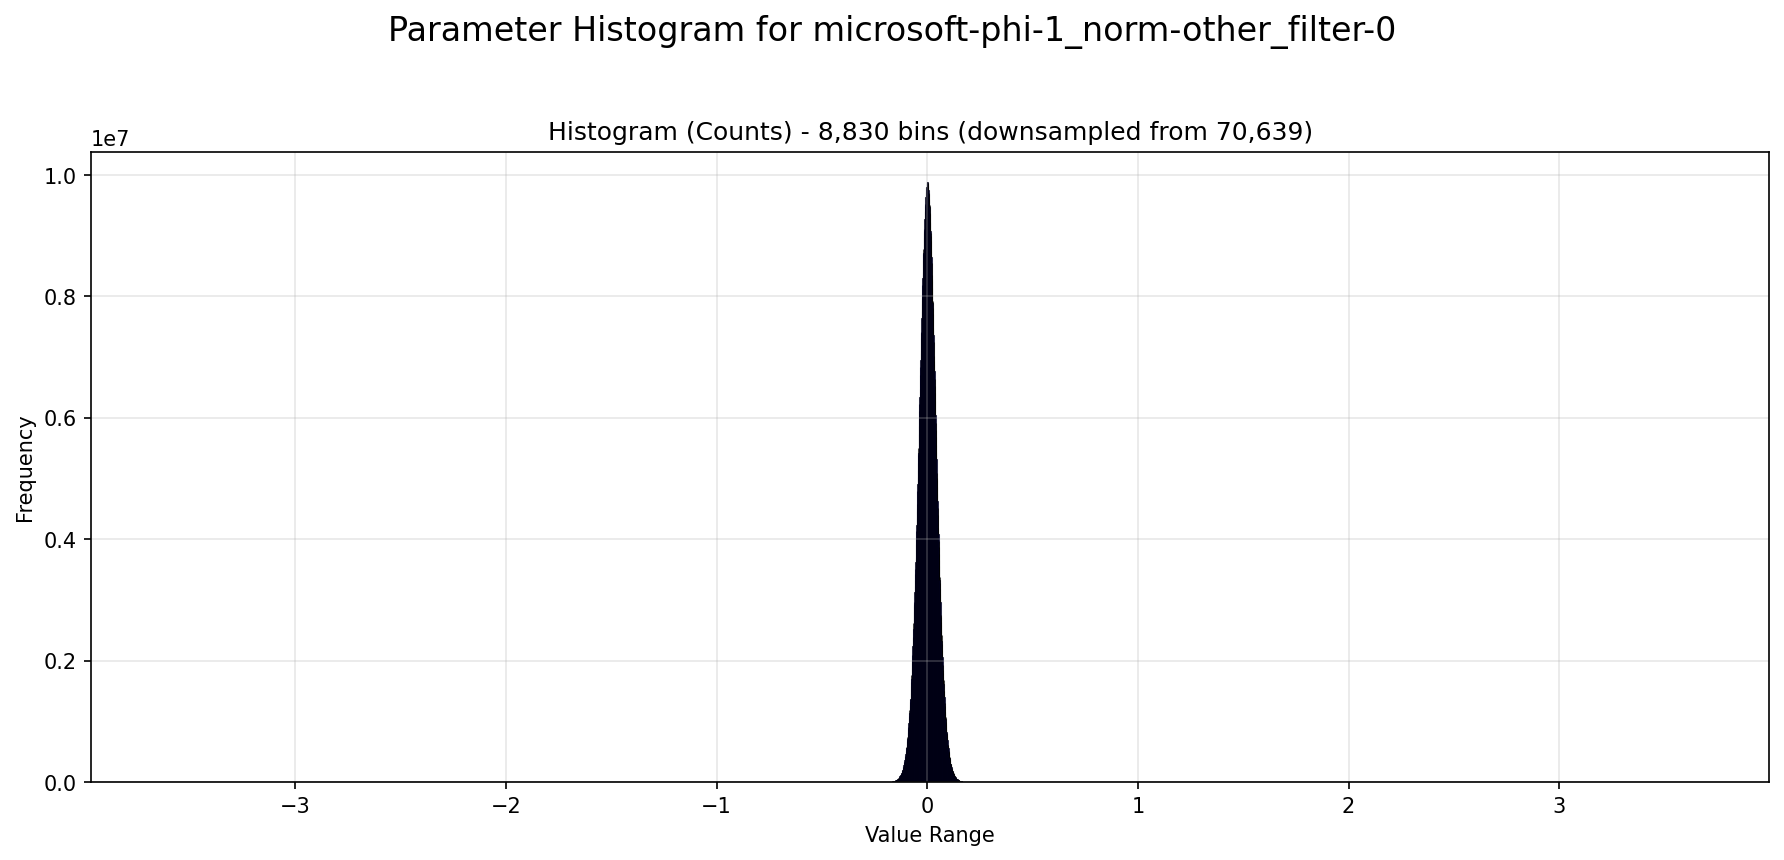 Parameter Histogram for microsoft-phi-1_norm-other_filter-0
Histogram (Counts) - 8,830 bins (downsampled from 70,639)
1e7
1.0
0.8
0.6
0.4
0.2
0.0
Frequency
−3
−2
−1
0
1
2
3
Value Range